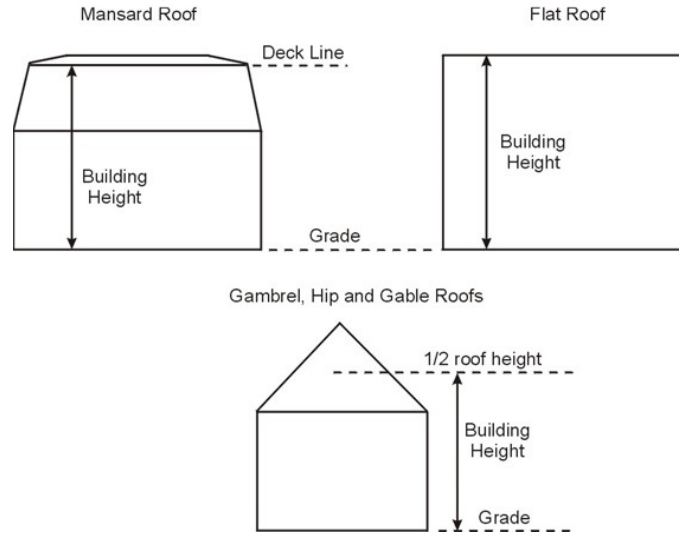 Mansard Roof
Flat Roof
Deck Line
Building
Height
Building
Height
Grade
Gambrel, Hip and Gable Roofs
1/2 roof height
Building
Height
Grade